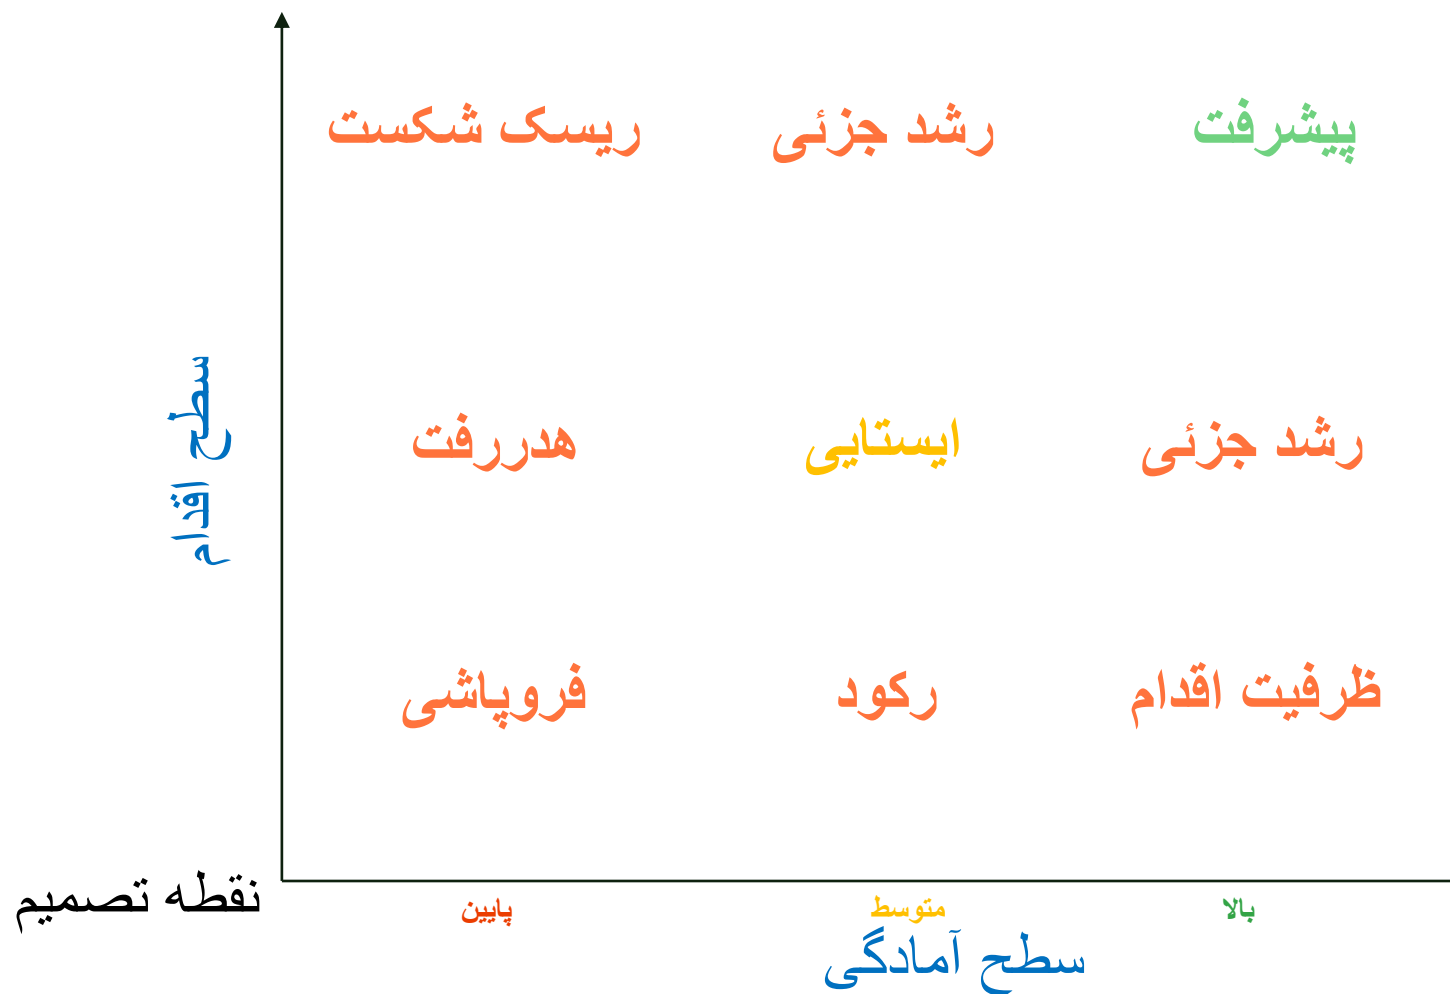 ریسک شکست
رشد جزئی
پیشرفت
سطح اقدام
هدررفت
ایستایی
رشد جزئی
فروپاشی
رکود
ظرفیت اقدام
نقطه تصمیم
پایین
متوسط
بالا
سطح آمادگی